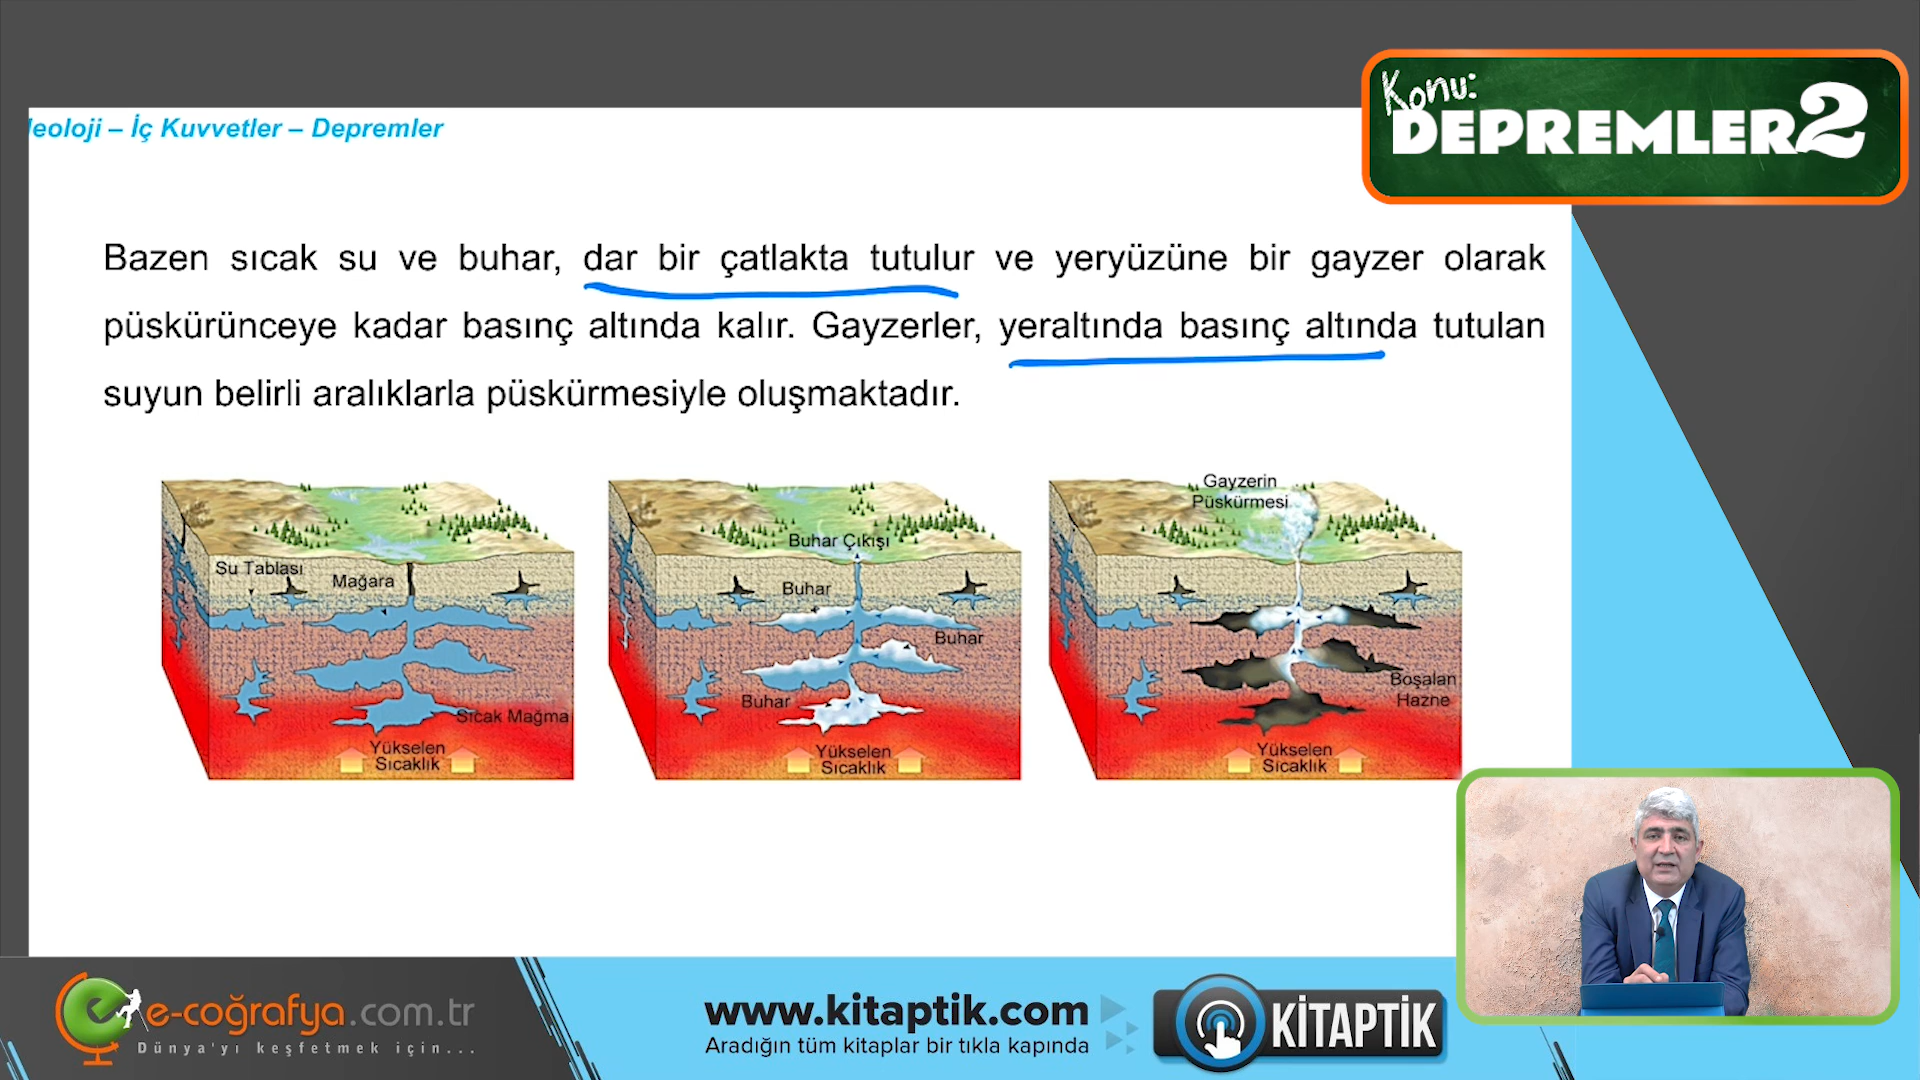 Konu:
DEPREMLER 2
eoloji – İç Kuvvetler – Depremler
Bazen sıcak su ve buhar, dar bir çatlakta tutulur ve yeryüzüne bir gayzer olarak
püskürünceye kadar basınç altında kalır. Gayzerler, yeraltında basınç altında tutulan
suyun belirli aralıklarla püskürmesiyle oluşmaktadır.
Su Tablası
Mağara
Sıcak Mağma
Yükselen
Sıcaklık
Buhar Çıkışı
Buhar
Buhar
Buhar
Yükselen
Sıcaklık
Gayzerin
Püskürmesi
Boşalan
Hazne
Yükselen
Sıcaklık
e-coğrafya.com.tr
Dünya'yı keşfetmek için...
www.kitaptik.com
Aradığın tüm kitaplar bir tıkla kapında
KİTAPTİK